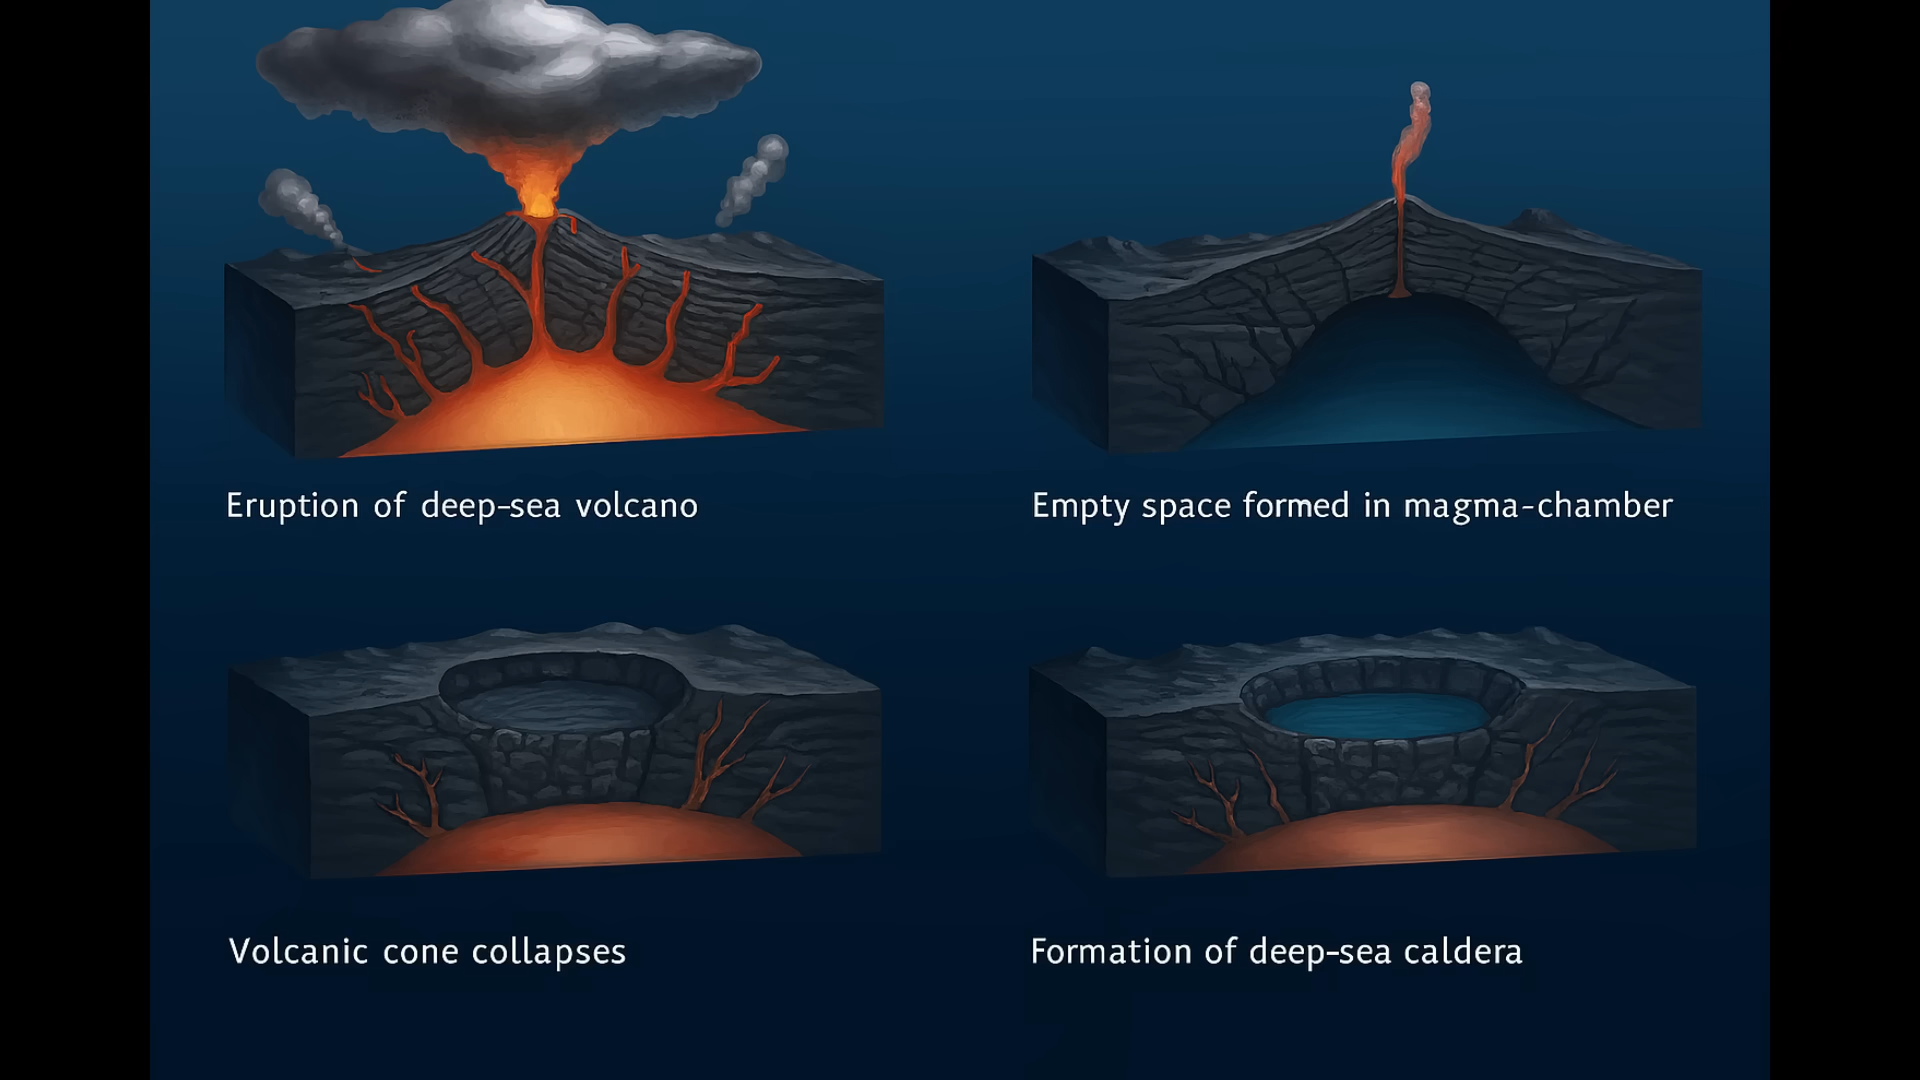 Eruption of deep-sea volcano
Empty space formed in magma-chamber
Volcanic cone collapses
Formation of deep-sea caldera